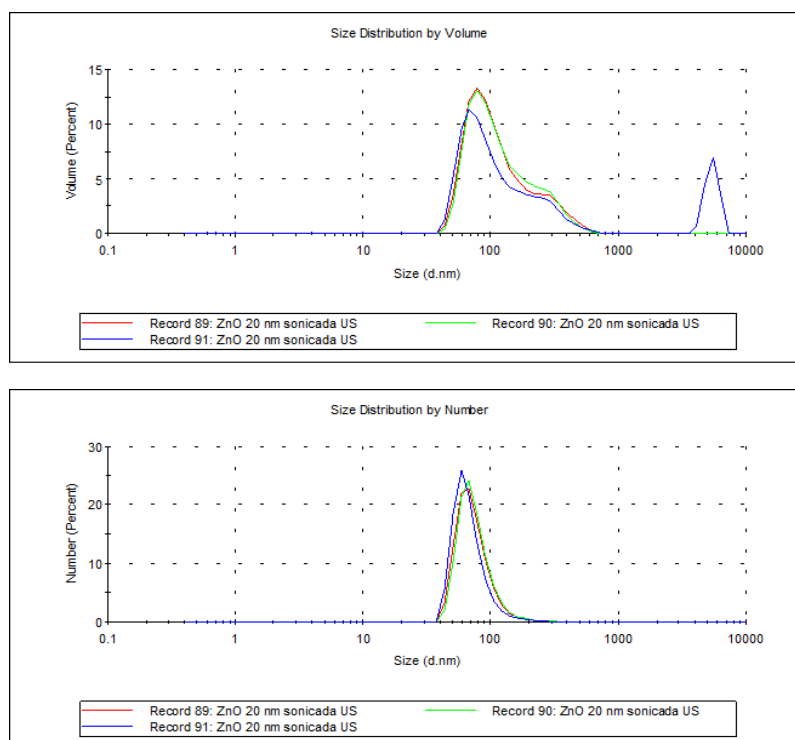 Size Distribution by Volume
Volume (Percent)
15
10
5
0
0.1 1 10 100 1000 10000
Size (d.nm)
Record 89: ZnO 20 nm sonicada US Record 90: ZnO 20 nm sonicada US
Record 91: ZnO 20 nm sonicada US
Size Distribution by Number
Number (Percent)
30
20
10
0
0.1 1 10 100 1000 10000
Size (d.nm)
Record 89: ZnO 20 nm sonicada US Record 90: ZnO 20 nm sonicada US
Record 91: ZnO 20 nm sonicada US